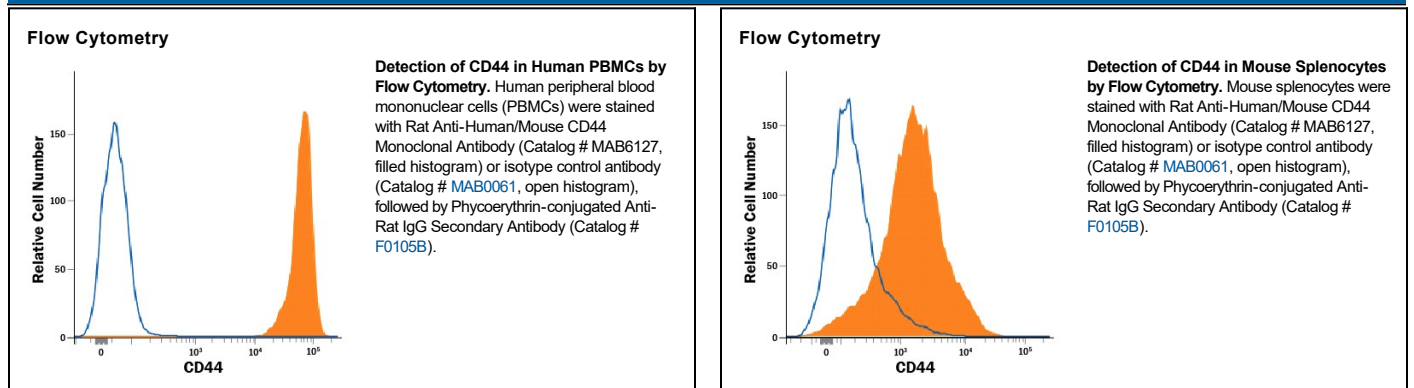 Flow Cytometry
Detection of CD44 in Human PBMCs by
Flow Cytometry. Human peripheral blood
mononuclear cells (PBMCs) were stained
with Rat Anti-Human/Mouse CD44
Monoclonal Antibody (Catalog # MAB6127,
filled histogram) or isotype control antibody
(Catalog # MAB0061, open histogram),
followed by Phycoerythrin-conjugated Anti-
Rat IgG Secondary Antibody (Catalog #
F0105B).
Relative Cell Number
150
100
50
0
0 10³ 10⁴ 10⁵
CD44
Flow Cytometry
Detection of CD44 in Mouse Splenocytes
by Flow Cytometry. Mouse splenocytes were
stained with Rat Anti-Human/Mouse CD44
Monoclonal Antibody (Catalog # MAB6127,
filled histogram) or isotype control antibody
(Catalog # MAB0061, open histogram),
followed by Phycoerythrin-conjugated Anti-
Rat IgG Secondary Antibody (Catalog #
F0105B).
Relative Cell Number
150
100
50
0
0 10³ 10⁴ 10⁵
CD44